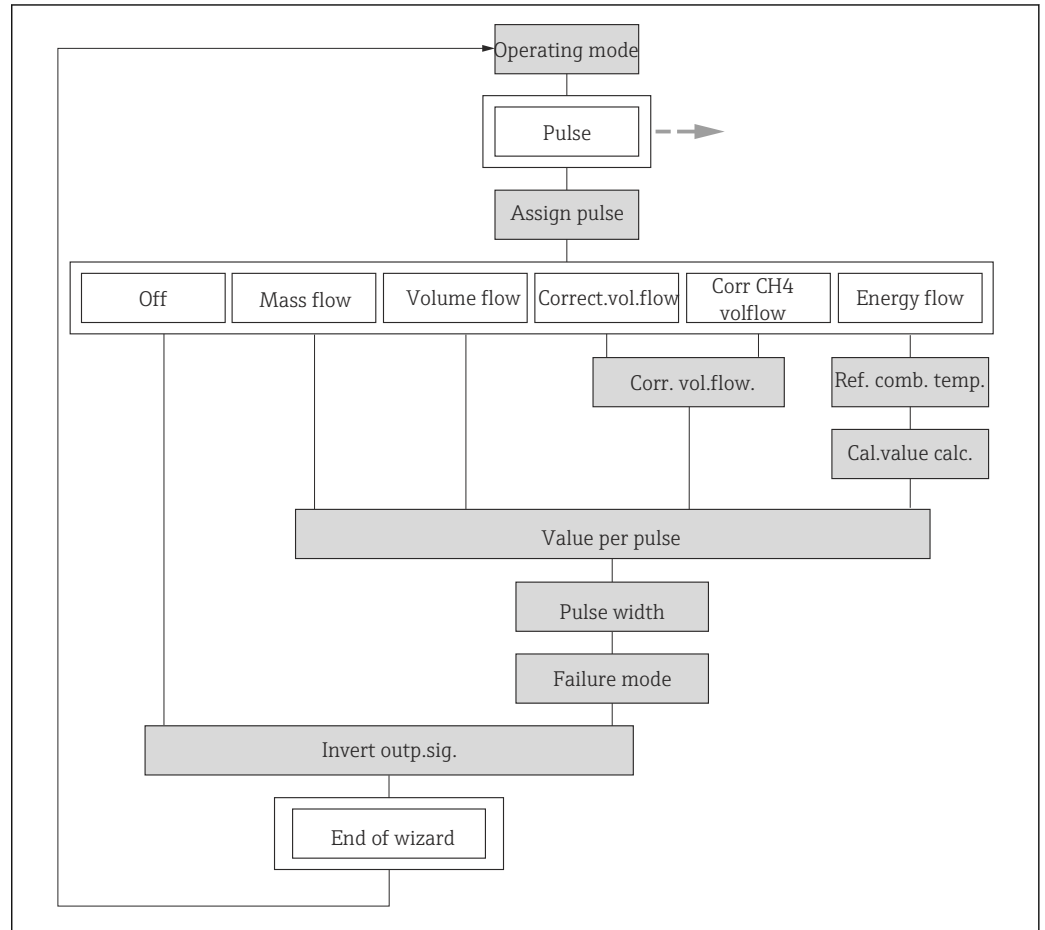 Operating mode
Pulse
Assign pulse
Off
Mass flow
Volume flow
Correct.vol.flow
Corr CH4
volflow
Energy flow
Corr. vol.flow.
Ref. comb. temp.
Cal.value calc.
Value per pulse
Pulse width
Failure mode
Invert outp.sig.
End of wizard